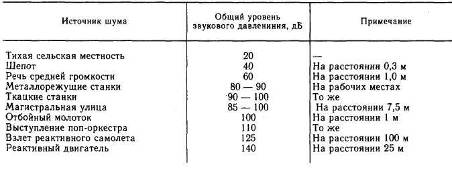 Источник шума Общий уровень звукового давлениия, дБ Примечание
Тихая сельская местность 20 —
Шепот 40 На расстоянии 0,3 м
Речь средней громкости 60 На расстоянии 1,0 м
Металлорежущие станки 80 — 90 На рабочих местах
Ткацкие станки 90 — 100 То же
Магистральная улица 85 — 100 На расстоянии 7,5 м
Отбойный молоток 100 На расстоянии 1 м
Выступление поп-оркестра 110 То же
Взлет реактивного самолета 125 На расстоянии 100 м
Реактивный двигатель 140 На расстоянии 25 м